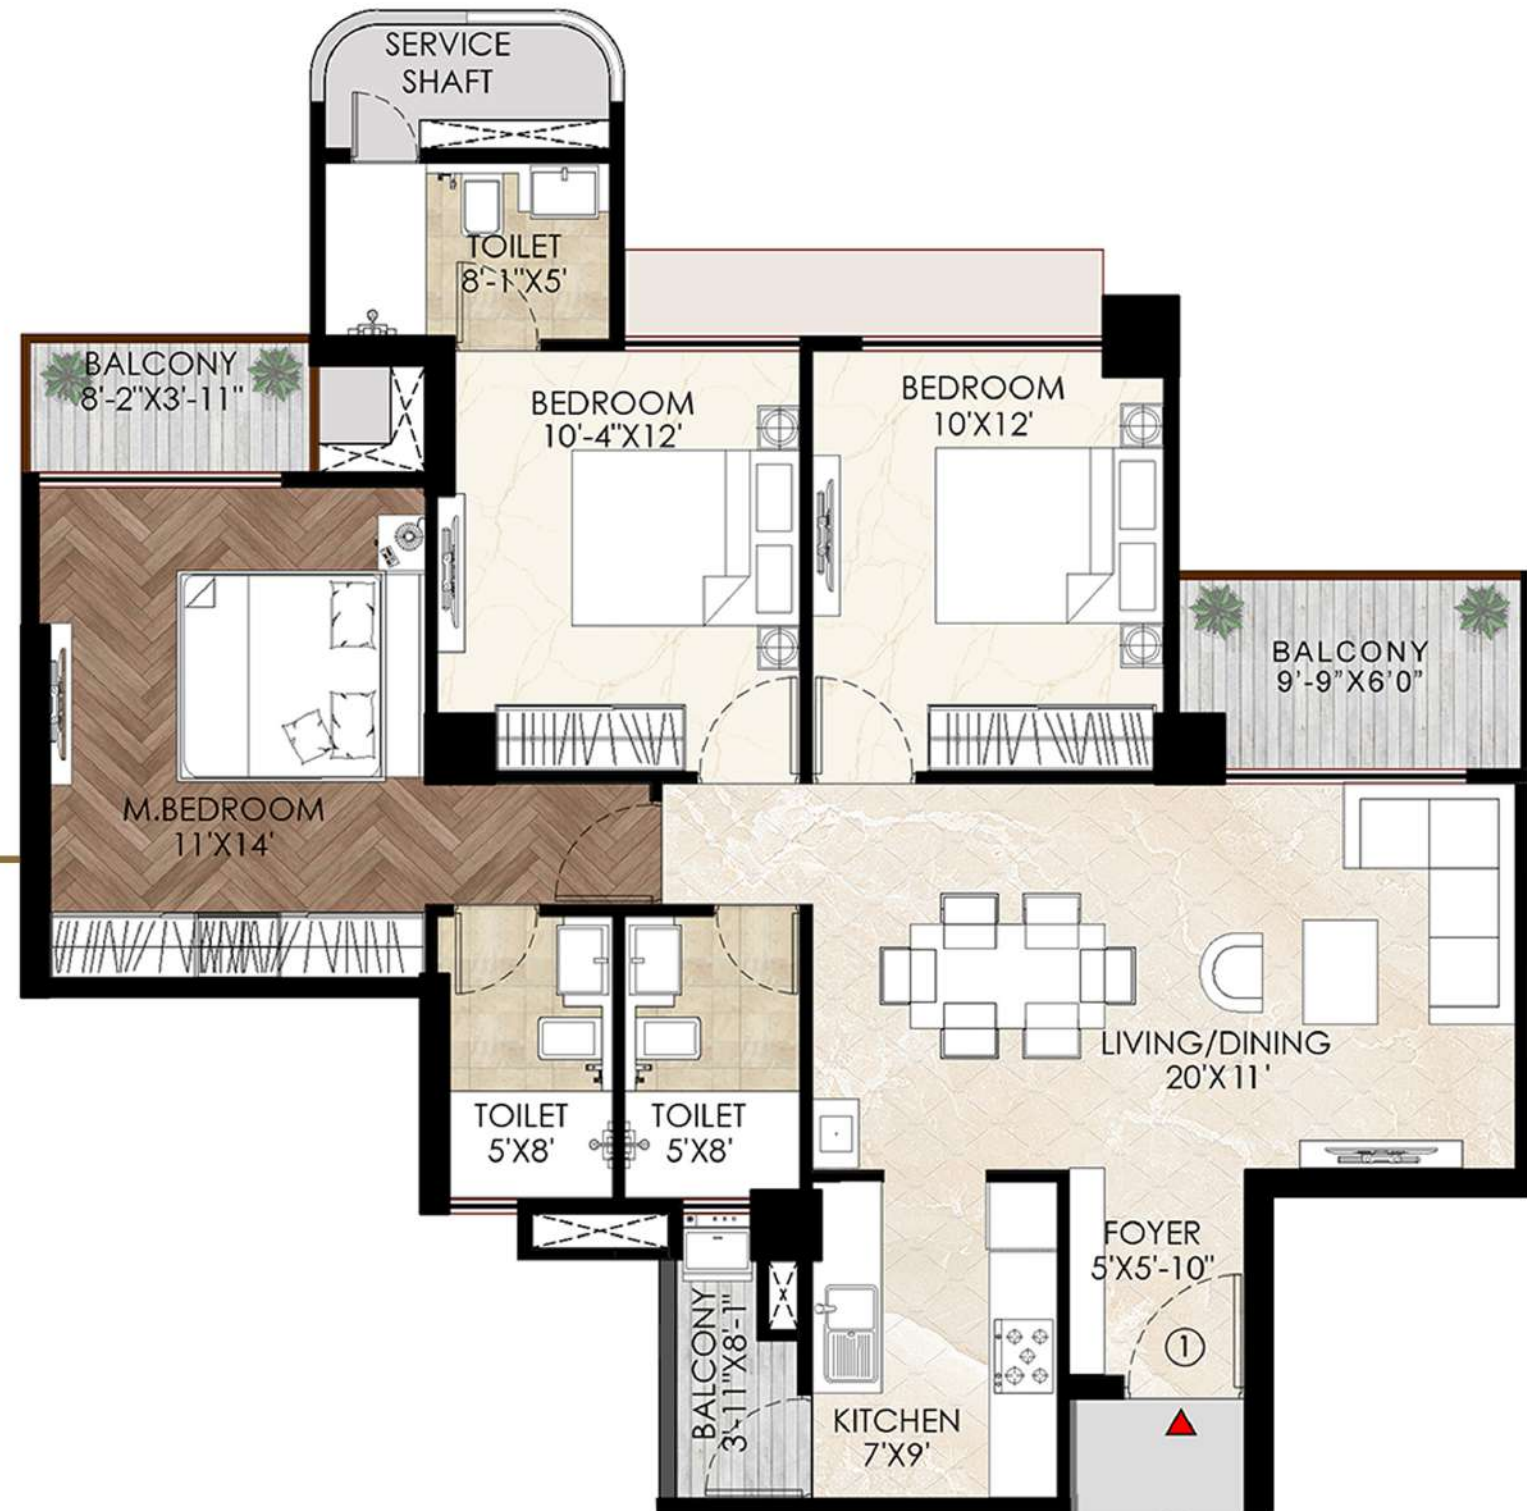 SERVICE
SHAFT
TOILET
8'-1"X5'
BALCONY
8'-2"X3'-11"
BEDROOM
10'-4"X12'
BEDROOM
10'X12'
BALCONY
9'-9"X6'0"
M.BEDROOM
11'X14'
LIVING/DINING
20'X11'
TOILET
5'X8'
TOILET
5'X8'
FOYER
5'X5'-10"
1
BALCONY
3'-11"X8'-1"
KITCHEN
7'X9'